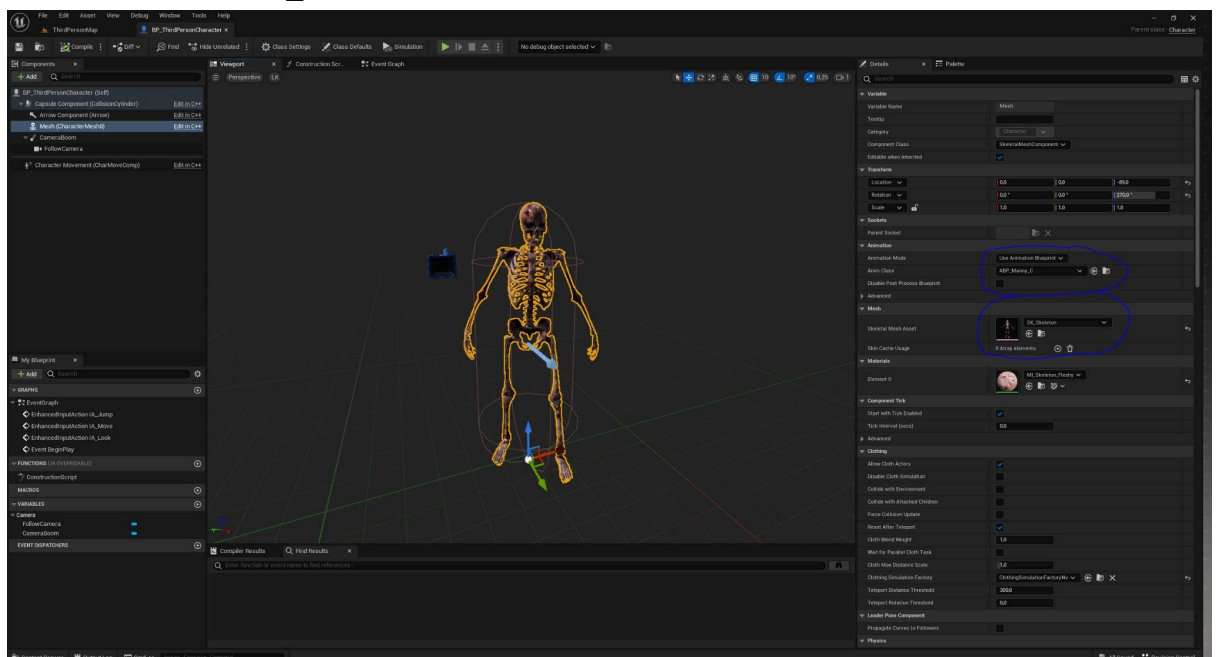 File Edit Asset View Debug Window Tools Help
ThirdPersonMap
BP_ThirdPersonCharacter ×
Parent class: Character
Compile
Diff
Find
Hide Unrelated
Class Settings
Class Defaults
Simulation
No debug object selected
Components ×
+ Add
Search
BP_ThirdPersonCharacter (Self)
Capsule Component (CollisionCylinder) Edit in C++
Arrow Component (Arrow) Edit in C++
Mesh (CharacterMesh0) Edit in C++
CameraBoom
FollowCamera
Character Movement (CharMoveComp) Edit in C++
My Blueprint ×
+ Add
Search
GRAPHS
EventGraph
EnhancedInputAction IA_Jump
EnhancedInputAction IA_Move
EnhancedInputAction IA_Look
Event BeginPlay
FUNCTIONS (34 OVERRIDABLE)
ConstructionScript
MACROS
VARIABLES
Camera
FollowCamera
CameraBoom
EVENT DISPATCHERS
Viewport ×
Construction Scr...
Event Graph
Perspective
Lit
10
10°
0,25
1
Compiler Results
Find Results ×
Enter function or event name to find references...
Details ×
Palette
Search
Variable
Variable Name Mesh
Tooltip
Category Character
Component Class SkeletalMeshComponent
Editable when Inherited
Transform
Location 0,0 0,0 -89,0
Rotation 0,0° 0,0° 270,0°
Scale 1,0 1,0 1,0
Sockets
Parent Socket
Animation
Animation Mode Use Animation Blueprint
Anim Class ABP_Manny_C
Disable Post Process Blueprint
Advanced
Mesh
Skeletal Mesh Asset SK_Skeleton
Skin Cache Usage 0 Array elements
Materials
Element 0 MI_Skeleton_Fleshy
Component Tick
Start with Tick Enabled
Tick Interval (secs) 0,0
Advanced
Clothing
Allow Cloth Actors
Disable Cloth Simulation
Collide with Environment
Collide with Attached Children
Force Collision Update
Reset After Teleport
Cloth Blend Weight 1,0
Wait for Parallel Cloth Task
Cloth Max Distance Scale 1,0
Clothing Simulation Factory ClothingSimulationFactoryNv
Teleport Distance Threshold 300,0
Teleport Rotation Threshold 0,0
Leader Pose Component
Propagate Curves to Followers
Physics